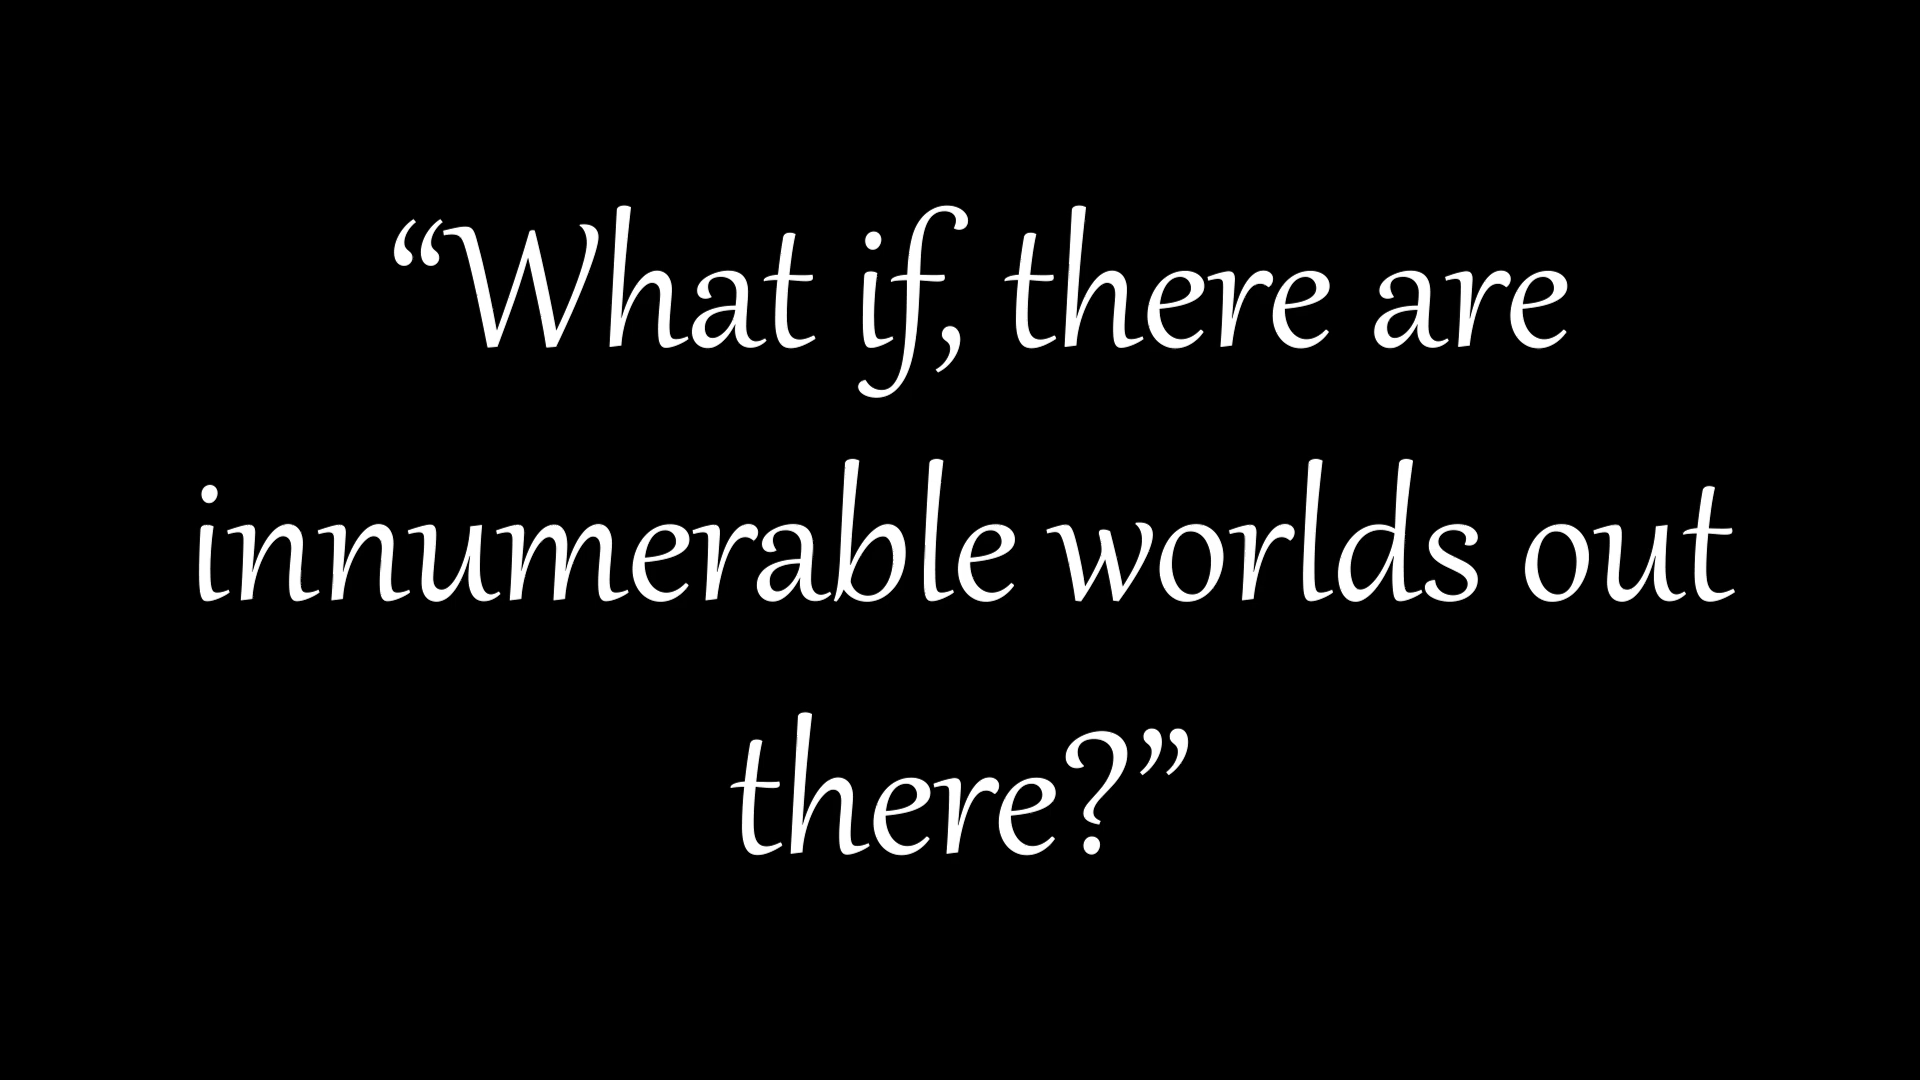 “What if, there are
innumerable worlds out
there?”